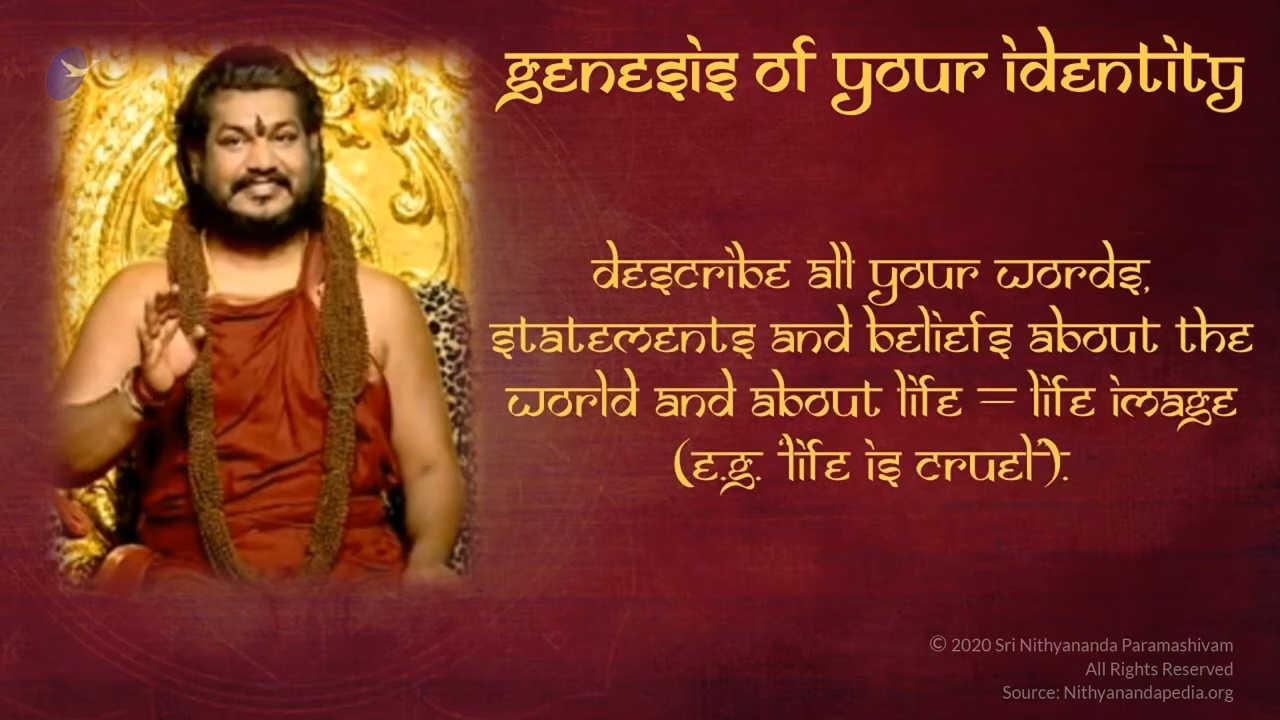 Genesis of your identity
Describe all your words,
statements and beliefs about the
world and about life – life image
(e.g. 'life is cruel').
© 2020 Sri Nithyananda Paramashivam
All Rights Reserved
Source: Nithyanandapedia.org